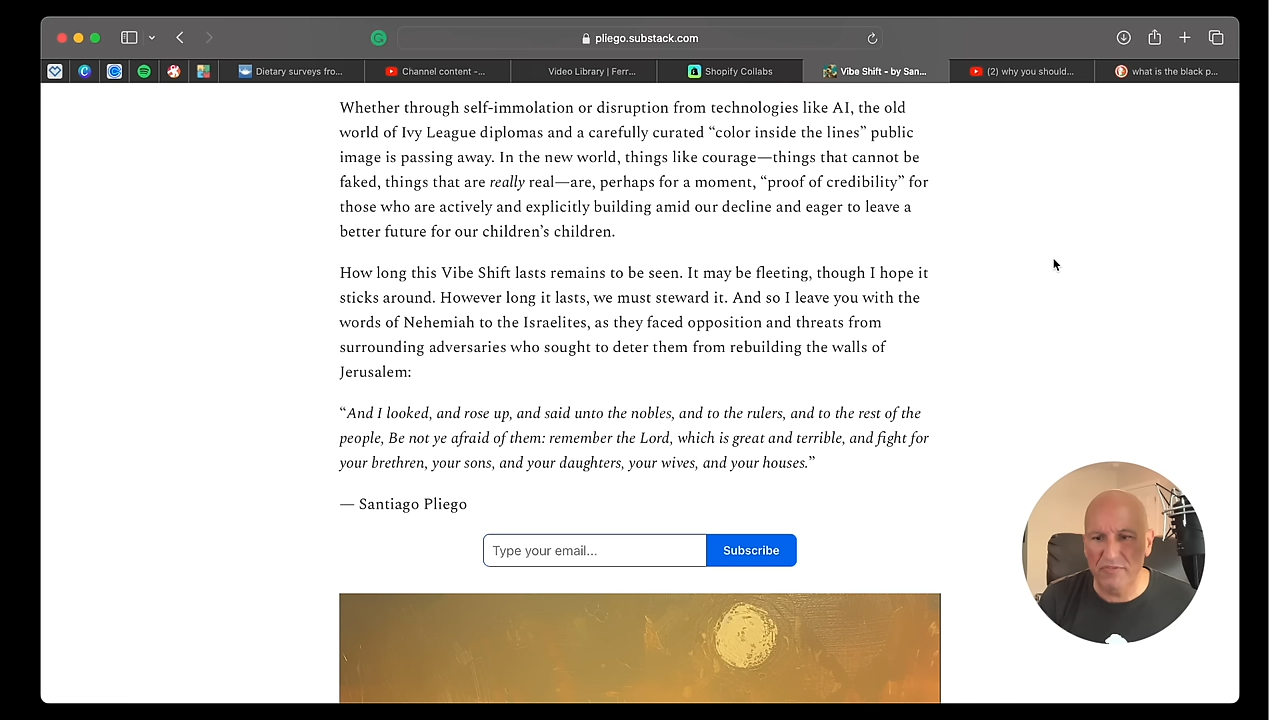 pliego.substack.com
Dietary surveys fro...
Channel content -...
Video Library | Ferr...
Shopify Collabs
Vibe Shift - by San...
(2) why you should...
what is the black p...
Whether through self-immolation or disruption from technologies like AI, the old
world of Ivy League diplomas and a carefully curated “color inside the lines” public
image is passing away. In the new world, things like courage—things that cannot be
faked, things that are really real—are, perhaps for a moment, “proof of credibility” for
those who are actively and explicitly building amid our decline and eager to leave a
better future for our children’s children.
How long this Vibe Shift lasts remains to be seen. It may be fleeting, though I hope it
sticks around. However long it lasts, we must steward it. And so I leave you with the
words of Nehemiah to the Israelites, as they faced opposition and threats from
surrounding adversaries who sought to deter them from rebuilding the walls of
Jerusalem:
“And I looked, and rose up, and said unto the nobles, and to the rulers, and to the rest of the
people, Be not ye afraid of them: remember the Lord, which is great and terrible, and fight for
your brethren, your sons, and your daughters, your wives, and your houses.”
— Santiago Pliego
Type your email...
Subscribe